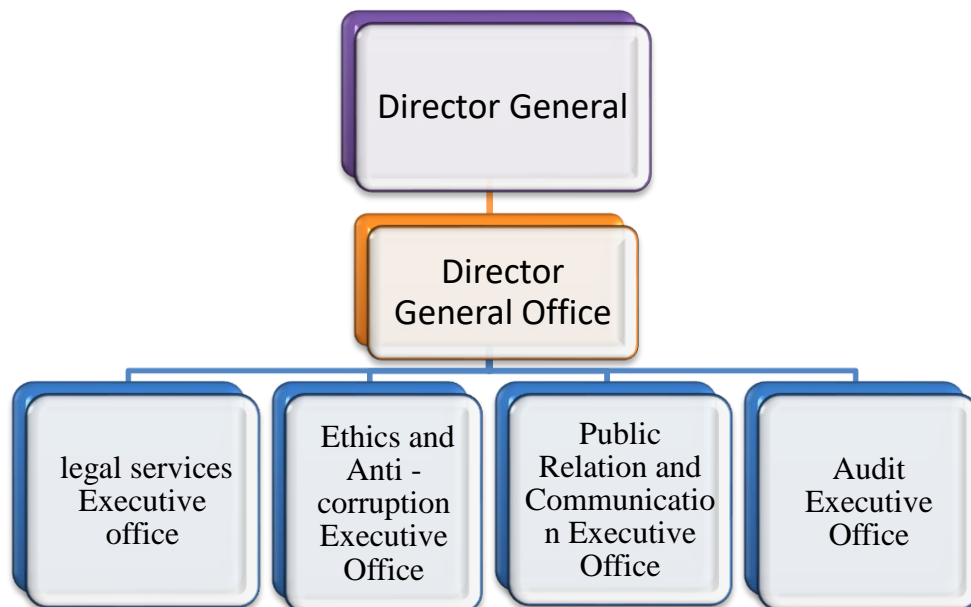 Director General
Director
General Office
legal services
Executive
office
Ethics and
Anti -
corruption
Executive
Office
Public
Relation and
Communicatio
n Executive
Office
Audit
Executive
Office